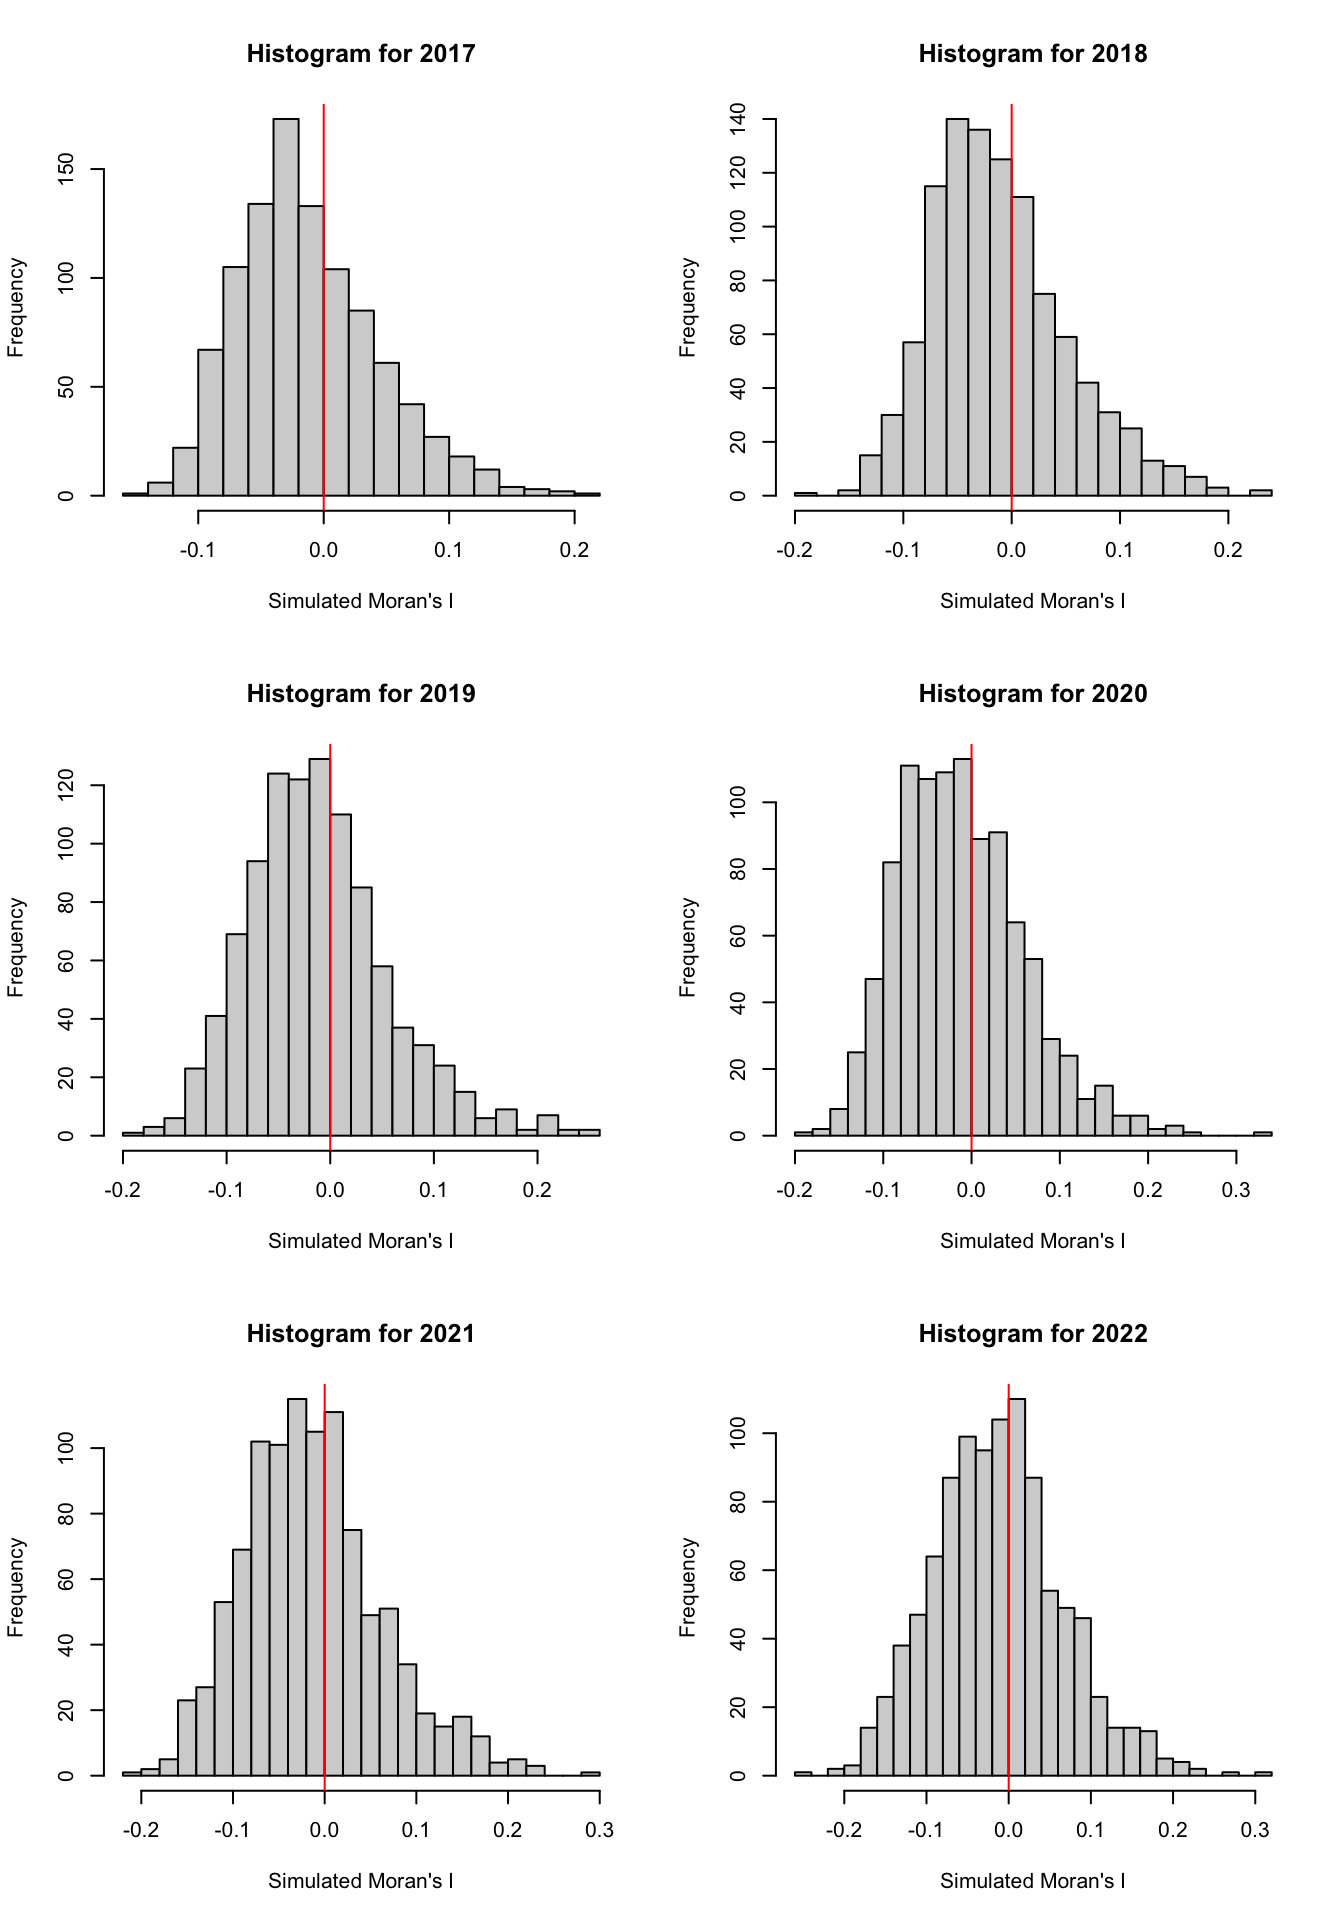 Histogram for 2017
Frequency
0 50 100 150
-0.1 0.0 0.1 0.2
Simulated Moran's I
Histogram for 2018
Frequency
0 20 40 60 80 100 120 140
-0.2 -0.1 0.0 0.1 0.2
Simulated Moran's I
Histogram for 2019
Frequency
0 20 40 60 80 100 120
-0.2 -0.1 0.0 0.1 0.2
Simulated Moran's I
Histogram for 2020
Frequency
0 20 40 60 80 100
-0.2 -0.1 0.0 0.1 0.2 0.3
Simulated Moran's I
Histogram for 2021
Frequency
0 20 40 60 80 100
-0.2 -0.1 0.0 0.1 0.2 0.3
Simulated Moran's I
Histogram for 2022
Frequency
0 20 40 60 80 100
-0.2 -0.1 0.0 0.1 0.2 0.3
Simulated Moran's I